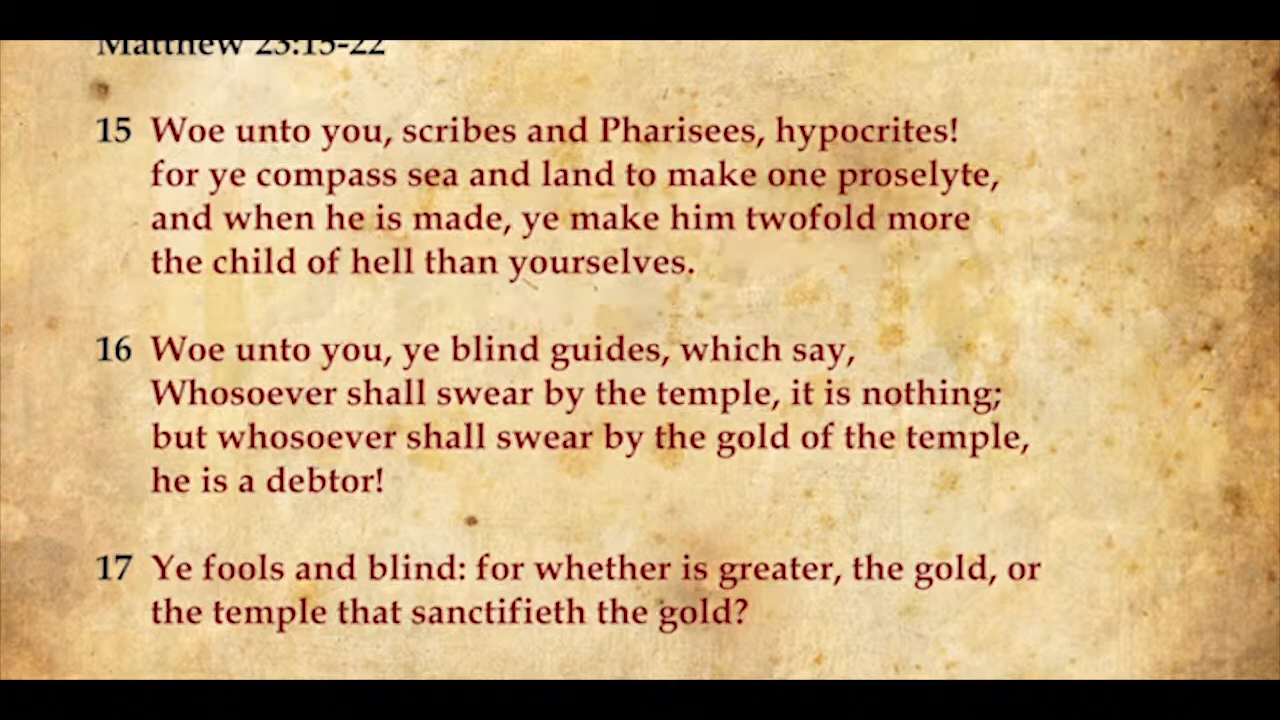 Matthew 23:15-22
15 Woe unto you, scribes and Pharisees, hypocrites!
for ye compass sea and land to make one proselyte,
and when he is made, ye make him twofold more
the child of hell than yourselves.
16 Woe unto you, ye blind guides, which say,
Whosoever shall swear by the temple, it is nothing;
but whosoever shall swear by the gold of the temple,
he is a debtor!
17 Ye fools and blind: for whether is greater, the gold, or
the temple that sanctifieth the gold?